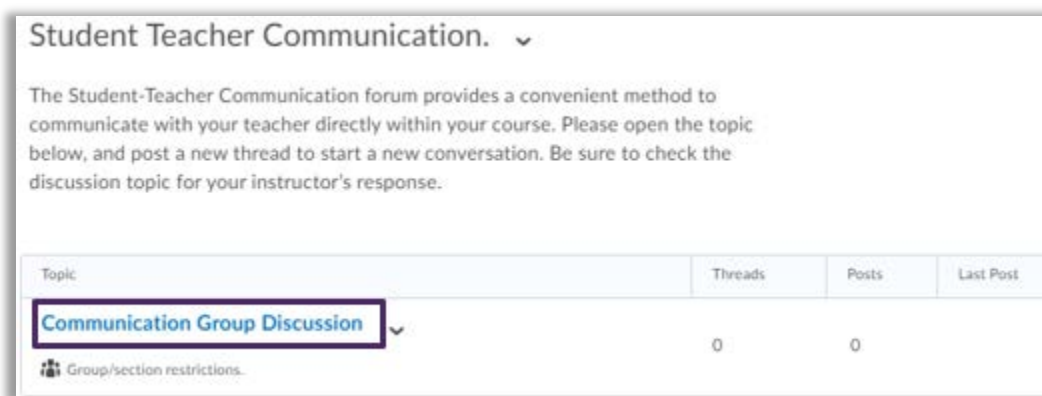 Student Teacher Communication.
The Student-Teacher Communication forum provides a convenient method to
communicate with your teacher directly within your course. Please open the topic
below, and post a new thread to start a new conversation. Be sure to check the
discussion topic for your instructor's response.
Topic Threads Posts Last Post
Communication Group Discussion 0 0
Group/section restrictions.